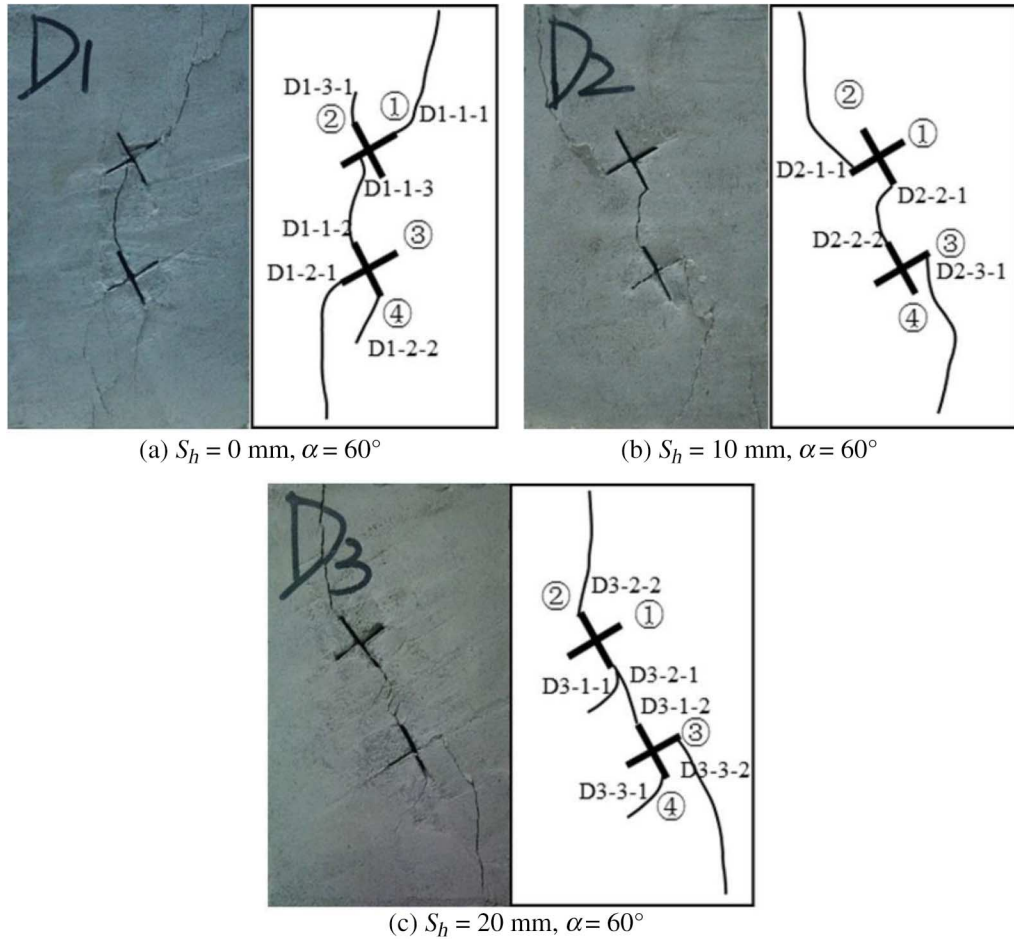 D1
D1-3-1
②
①
D1-1-1
D1-1-3
D1-1-2
③
D1-2-1
④
D1-2-2
(a) Sₕ = 0 mm, α = 60°
D2
②
①
D2-1-1
D2-2-1
D2-2-2
③
D2-3-1
④
(b) Sₕ = 10 mm, α = 60°
D3
②
D3-2-2
①
D3-1-1
D3-2-1
D3-1-2
③
D3-3-2
D3-3-1
④
(c) Sₕ = 20 mm, α = 60°